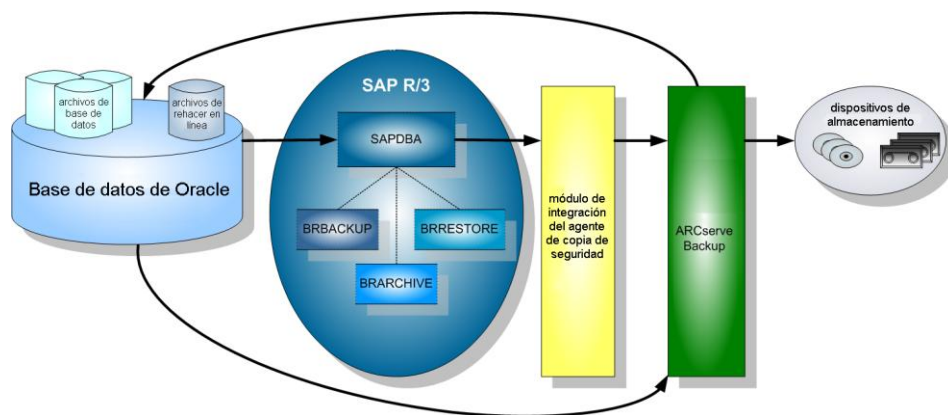 archivos de
base de
datos
archivos de
rehacer en
línea
Base de datos de Oracle
SAP R/3
SAPDBA
BRBACKUP
BRRESTORE
BRARCHIVE
módulo de
integración
del agente
de copia de
seguridad
ARCserve
Backup
dispositivos de
almacenamiento